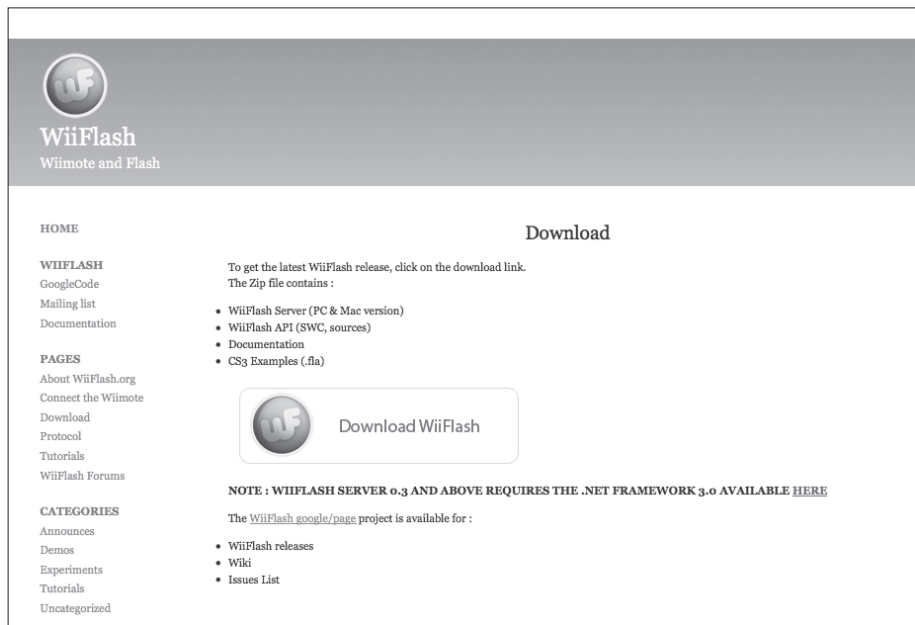 WF
WiiFlash
Wiimote and Flash
HOME
WIIFLASH
GoogleCode
Mailing list
Documentation
PAGES
About WiiFlash.org
Connect the Wiimote
Download
Protocol
Tutorials
WiiFlash Forums
CATEGORIES
Announces
Demos
Experiments
Tutorials
Uncategorized
Download
To get the latest WiiFlash release, click on the download link.
The Zip file contains :
• WiiFlash Server (PC & Mac version)
• WiiFlash API (SWC, sources)
• Documentation
• CS3 Examples (.fla)
WF
Download WiiFlash
NOTE : WIIFLASH SERVER 0.3 AND ABOVE REQUIRES THE .NET FRAMEWORK 3.0 AVAILABLE HERE
The WiiFlash google/page project is available for :
• WiiFlash releases
• Wiki
• Issues List